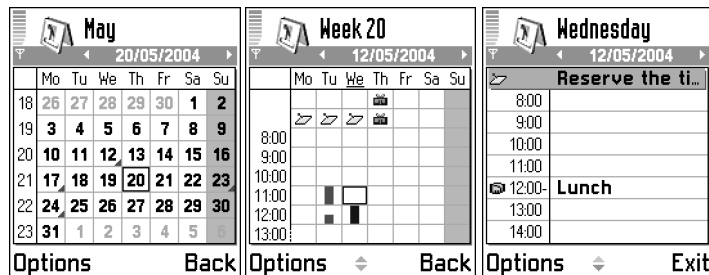 May
20/05/2004
Mo Tu We Th Fr Sa Su
18 26 27 28 29 30 1 2
19 3 4 5 6 7 8 9
20 10 11 12 13 14 15 16
21 17 18 19 20 21 22 23
22 24 25 26 27 28 29 30
23 31 1 2 3 4 5 6
Options Back
Week 20
12/05/2004
Mo Tu We Th Fr Sa Su
8:00
9:00
10:00
11:00
12:00
13:00
Options Back
Wednesday
12/05/2004
Reserve the ti...
8:00
9:00
10:00
11:00
12:00- Lunch
13:00
14:00
Options Exit